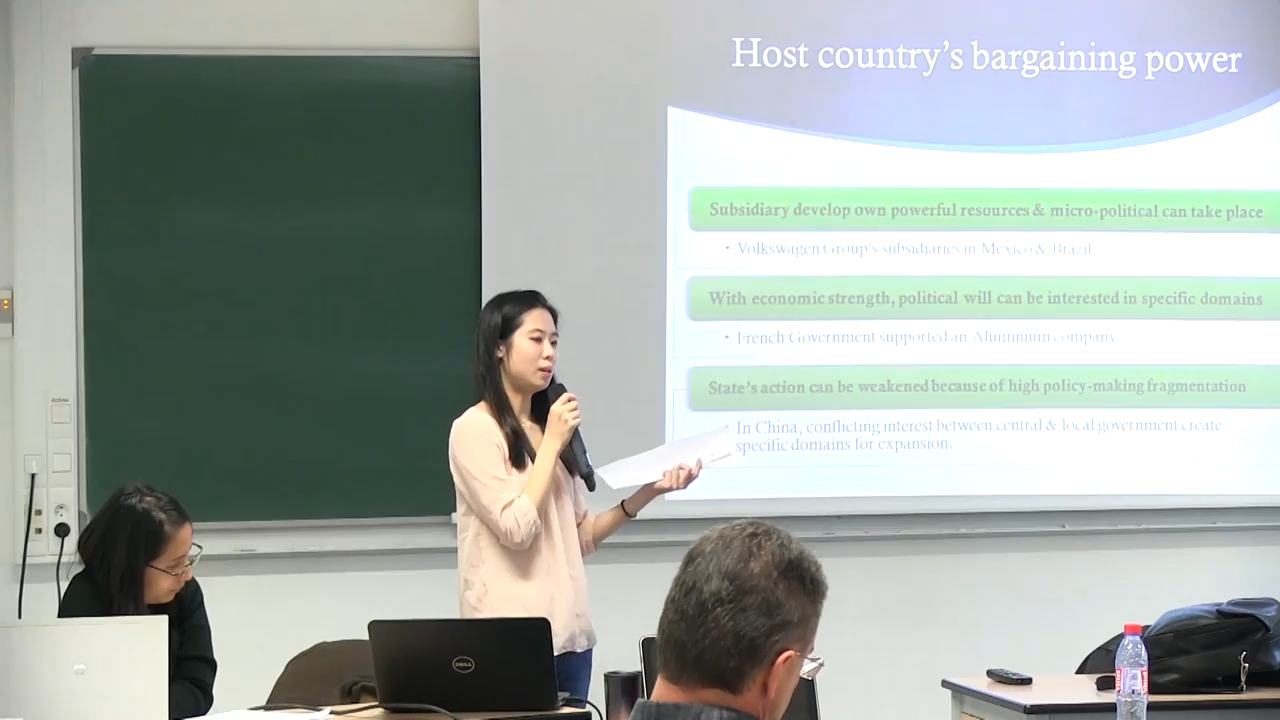 Host country's bargaining power
Subsidiary develop own powerful resources & micro-political can take place
• Volkswagen Group's subsidiaries in Mexico & Brazil
With economic strength, political will can be interested in specific domains
• French Government supported an Aluminium company
State's action can be weakened because of high policy-making fragmentation
• In China, conflicting interest between central & local government create
specific domains for expansion.
ECRAN
hp
DELL